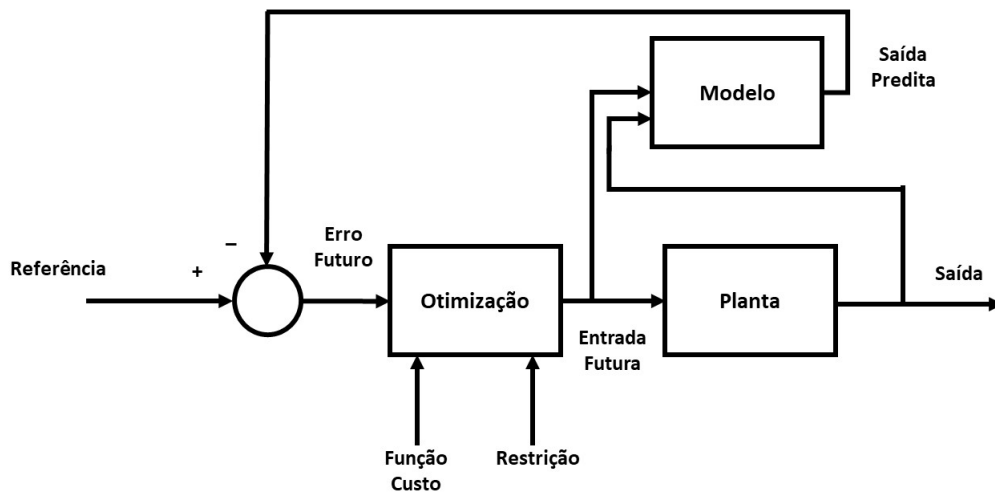 Modelo
Saída
Predita
Referência
–
+
Erro
Futuro
Otimização
Entrada
Futura
Planta
Saída
Função
Custo
Restrição